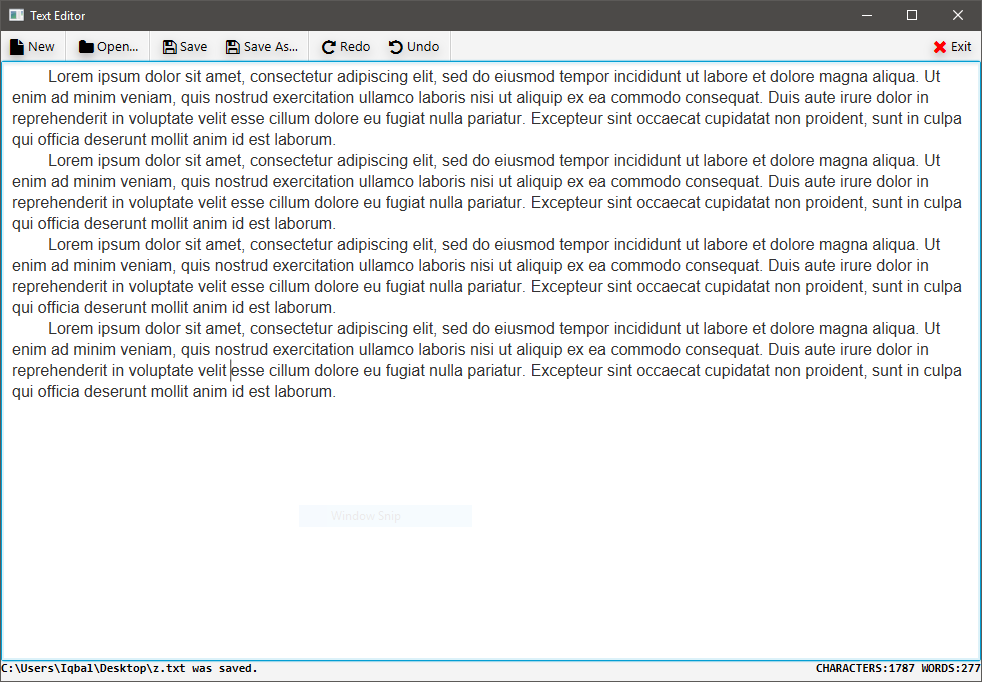 Text Editor
New Open... Save Save As... Redo Undo Exit
Lorem ipsum dolor sit amet, consectetur adipiscing elit, sed do eiusmod tempor incididunt ut labore et dolore magna aliqua. Ut
enim ad minim veniam, quis nostrud exercitation ullamco laboris nisi ut aliquip ex ea commodo consequat. Duis aute irure dolor in
reprehenderit in voluptate velit esse cillum dolore eu fugiat nulla pariatur. Excepteur sint occaecat cupidatat non proident, sunt in culpa
qui officia deserunt mollit anim id est laborum.
Lorem ipsum dolor sit amet, consectetur adipiscing elit, sed do eiusmod tempor incididunt ut labore et dolore magna aliqua. Ut
enim ad minim veniam, quis nostrud exercitation ullamco laboris nisi ut aliquip ex ea commodo consequat. Duis aute irure dolor in
reprehenderit in voluptate velit esse cillum dolore eu fugiat nulla pariatur. Excepteur sint occaecat cupidatat non proident, sunt in culpa
qui officia deserunt mollit anim id est laborum.
Lorem ipsum dolor sit amet, consectetur adipiscing elit, sed do eiusmod tempor incididunt ut labore et dolore magna aliqua. Ut
enim ad minim veniam, quis nostrud exercitation ullamco laboris nisi ut aliquip ex ea commodo consequat. Duis aute irure dolor in
reprehenderit in voluptate velit esse cillum dolore eu fugiat nulla pariatur. Excepteur sint occaecat cupidatat non proident, sunt in culpa
qui officia deserunt mollit anim id est laborum.
Lorem ipsum dolor sit amet, consectetur adipiscing elit, sed do eiusmod tempor incididunt ut labore et dolore magna aliqua. Ut
enim ad minim veniam, quis nostrud exercitation ullamco laboris nisi ut aliquip ex ea commodo consequat. Duis aute irure dolor in
reprehenderit in voluptate velit esse cillum dolore eu fugiat nulla pariatur. Excepteur sint occaecat cupidatat non proident, sunt in culpa
qui officia deserunt mollit anim id est laborum.
Window Snip
C:\Users\Iqbal\Desktop\z.txt was saved. CHARACTERS:1787 WORDS:277